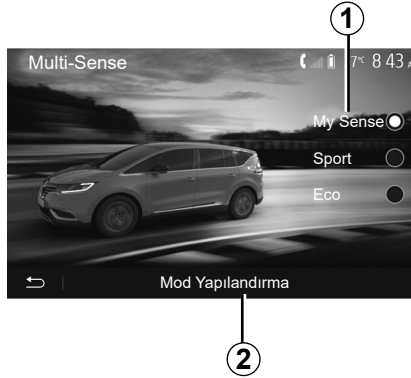 1
Multi-Sense 7°C 8 43
My Sense
Sport
Eco
Mod Yapılandırma
2